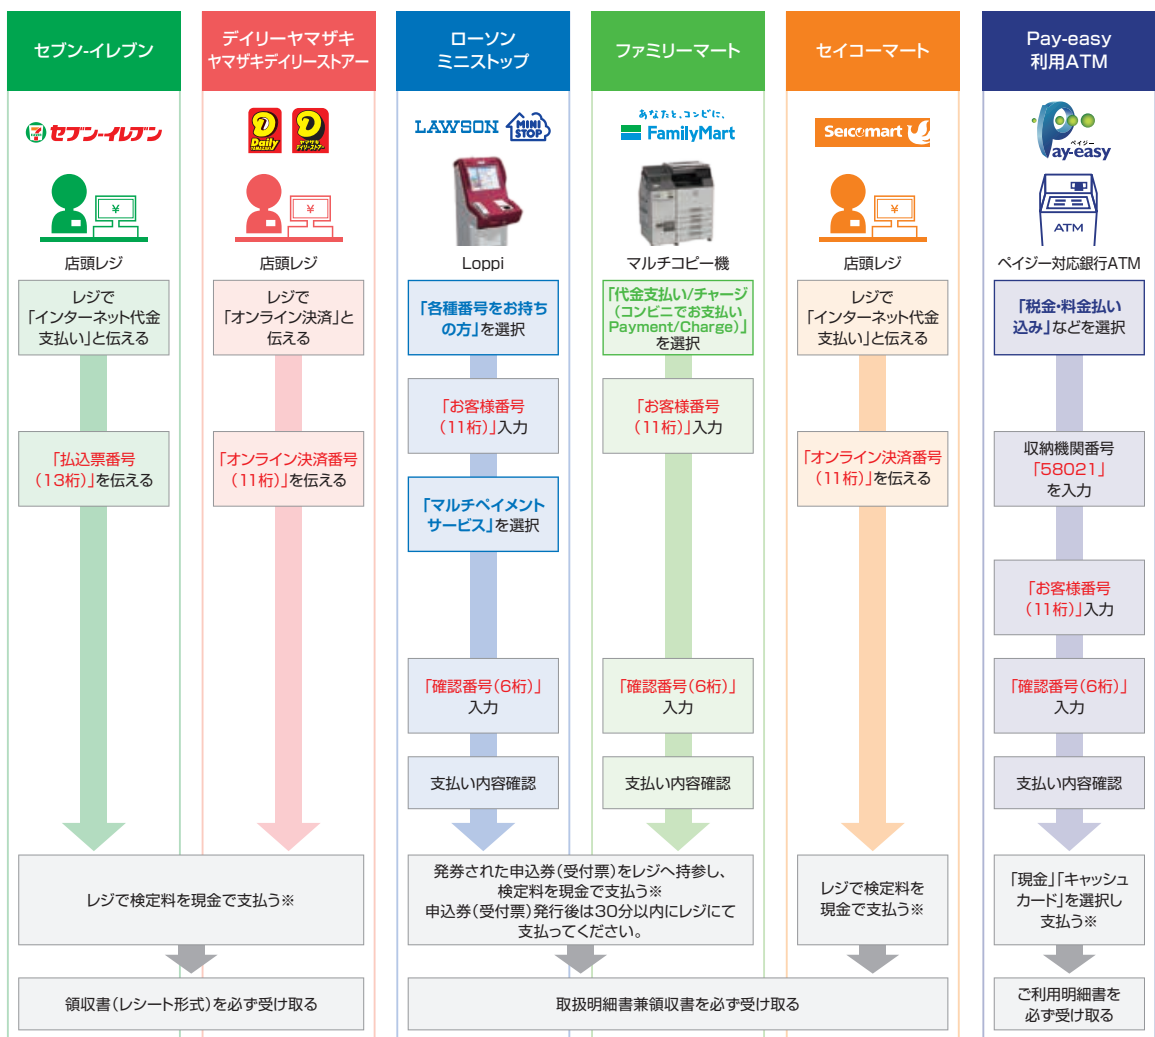 セブン-イレブン
デイリーヤマザキ
ヤマザキデイリーストアー
ローソン
ミニストップ
ファミリーマート
セイコーマート
Pay-easy
利用ATM
7
セブン-イレブン
Daily
YAMAZAKI
ヤマザキ
デイリーストアー
LAWSON
MINI
STOP
あなたと、コンビに、
FamilyMart
Seicomart
ペイジー
Pay-easy
¥
¥
¥
ATM
店頭レジ
店頭レジ
Loppi
マルチコピー機
店頭レジ
ペイジー対応銀行ATM
レジで
「インターネット代金
支払い」と伝える
「払込票番号
(13桁)」を伝える
レジで
「オンライン決済」と
伝える
「オンライン決済番号
(11桁)」を伝える
「各種番号をお持ち
の方」を選択
「お客様番号
(11桁)」入力
「マルチペイメント
サービス」を選択
「確認番号(6桁)」
入力
支払い内容確認
「代金支払い/チャージ
(コンビニでお支払い
Payment/Charge)」
を選択
「お客様番号
(11桁)」入力
「確認番号(6桁)」
入力
支払い内容確認
レジで
「インターネット代金
支払い」と伝える
「オンライン決済番号
(11桁)」を伝える
「税金・料金払い
込み」などを選択
収納機関番号
「58021」
を入力
「お客様番号
(11桁)」入力
「確認番号(6桁)」
入力
支払い内容確認
レジで検定料を現金で支払う※
発券された申込券(受付票)をレジへ持参し、
検定料を現金で支払う※
申込券(受付票)発行後は30分以内にレジにて
支払ってください。
レジで検定料を
現金で支払う※
「現金」「キャッシュ
カード」を選択し
支払う※
領収書(レシート形式)を必ず受け取る
取扱明細書兼領収書を必ず受け取る
ご利用明細書を
必ず受け取る